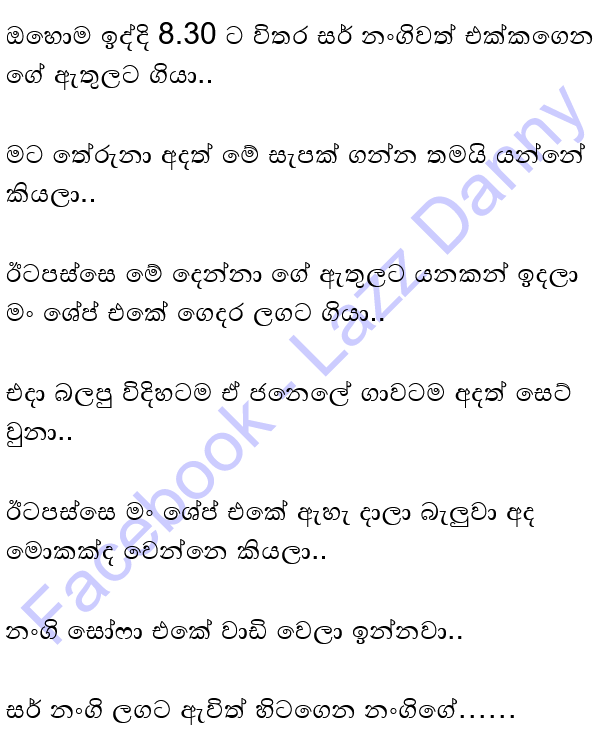 ඔහොම ඉද්දි 8.30 ට විතර සර් නංගිවත් එක්කගෙන
ගේ ඇතුලට ගියා..
මට තේරුනා අදත් මේ සැපක් ගන්න තමයි යන්නේ
කියලා..
ඊටපස්සෙ මේ දෙන්නා ගේ ඇතුලට යනකන් ඉදලා
මං ශේප් එකේ ගෙදර ලගට ගියා..
එදා බලපු විදිහටම ඒ ජනෙලේ ගාවටම අදත් සෙට්
වුනා..
ඊටපස්සෙ මං ශේප් එකේ ඇහැ දාලා බැලුවා අද
මොකක්ද වෙන්නෙ කියලා..
නංගි සෝෆා එකේ වාඩි වෙලා ඉන්නවා..
සර් නංගි ලගට ඇවිත් හිටගෙන නංගිගේ......
Facebook - Lazz Danny